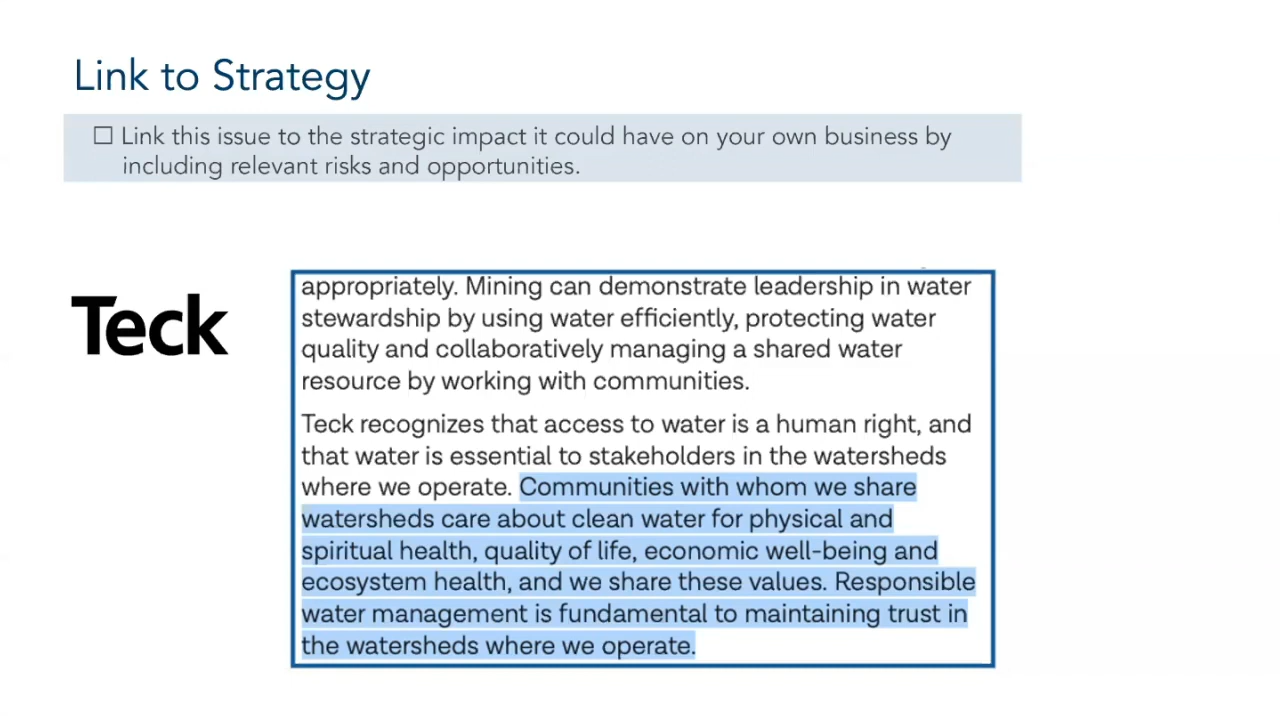 Link to Strategy
☐ Link this issue to the strategic impact it could have on your own business by
including relevant risks and opportunities.
Teck
appropriately. Mining can demonstrate leadership in water
stewardship by using water efficiently, protecting water
quality and collaboratively managing a shared water
resource by working with communities.
Teck recognizes that access to water is a human right, and
that water is essential to stakeholders in the watersheds
where we operate. Communities with whom we share
watersheds care about clean water for physical and
spiritual health, quality of life, economic well-being and
ecosystem health, and we share these values. Responsible
water management is fundamental to maintaining trust in
the watersheds where we operate.